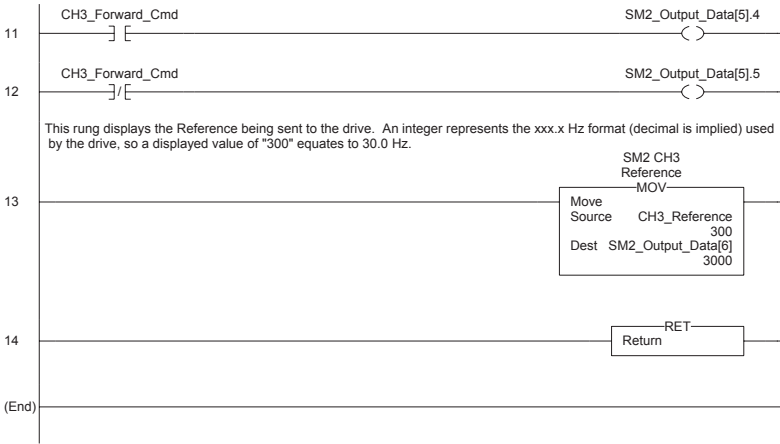 CH3_Forward_Cmd SM2_Output_Data[5].4
11
CH3_Forward_Cmd SM2_Output_Data[5].5
12
This rung displays the Reference being sent to the drive. An integer represents the xxx.x Hz format (decimal is implied) used
by the drive, so a displayed value of "300" equates to 30.0 Hz.
SM2 CH3
Reference
MOV
13
Move
Source CH3_Reference
300
Dest SM2_Output_Data[6]
3000
RET
14
Return
(End)